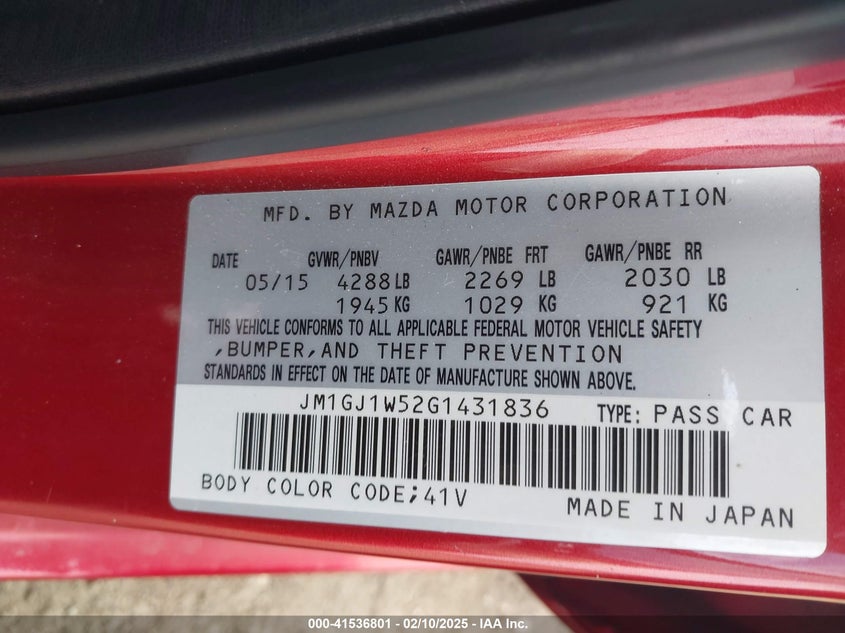 MFD. BY MAZDA MOTOR CORPORATION
DATE GVWR/PNBV GAWR/PNBE FRT GAWR/PNBE RR
05/15 4288 LB 2269 LB 2030 LB
1945 KG 1029 KG 921 KG
THIS VEHICLE CONFORMS TO ALL APPLICABLE FEDERAL MOTOR VEHICLE SAFETY
,BUMPER,AND THEFT PREVENTION
STANDARDS IN EFFECT ON THE DATE OF MANUFACTURE SHOWN ABOVE.
JM1GJ1W52G1431836 TYPE: PASS CAR
BODY COLOR CODE;41V
MADE IN JAPAN
000-41536801 — 02/10/2025 — © IAA Inc.